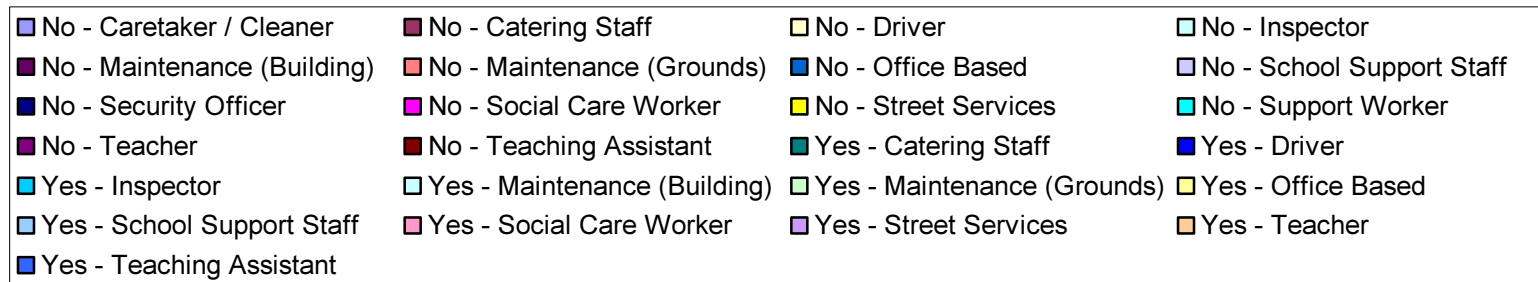 No - Caretaker / Cleaner No - Catering Staff No - Driver No - Inspector
No - Maintenance (Building) No - Maintenance (Grounds) No - Office Based No - School Support Staff
No - Security Officer No - Social Care Worker No - Street Services No - Support Worker
No - Teacher No - Teaching Assistant Yes - Catering Staff Yes - Driver
Yes - Inspector Yes - Maintenance (Building) Yes - Maintenance (Grounds) Yes - Office Based
Yes - School Support Staff Yes - Social Care Worker Yes - Street Services Yes - Teacher
Yes - Teaching Assistant